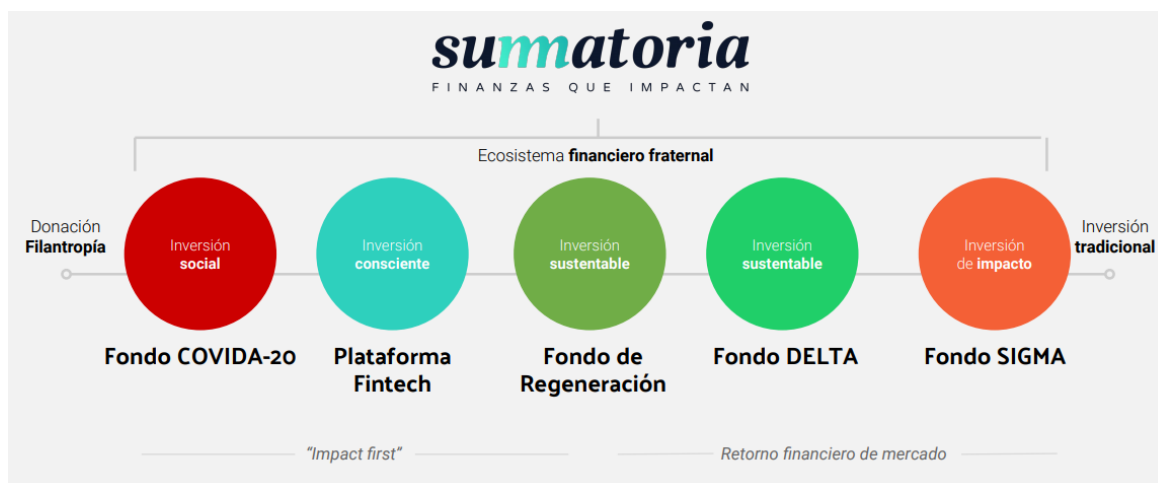 summatoria
FINANZAS QUE IMPACTAN
Ecosistema financiero fraternal
Donación
Filantropía
Inversión
social
Inversión
consciente
Inversión
sustentable
Inversión
sustentable
Inversión
de impacto
Inversión
tradicional
Fondo COVIDA-20
Plataforma
Fintech
Fondo de
Regeneración
Fondo DELTA
Fondo SIGMA
“Impact first”
Retorno financiero de mercado